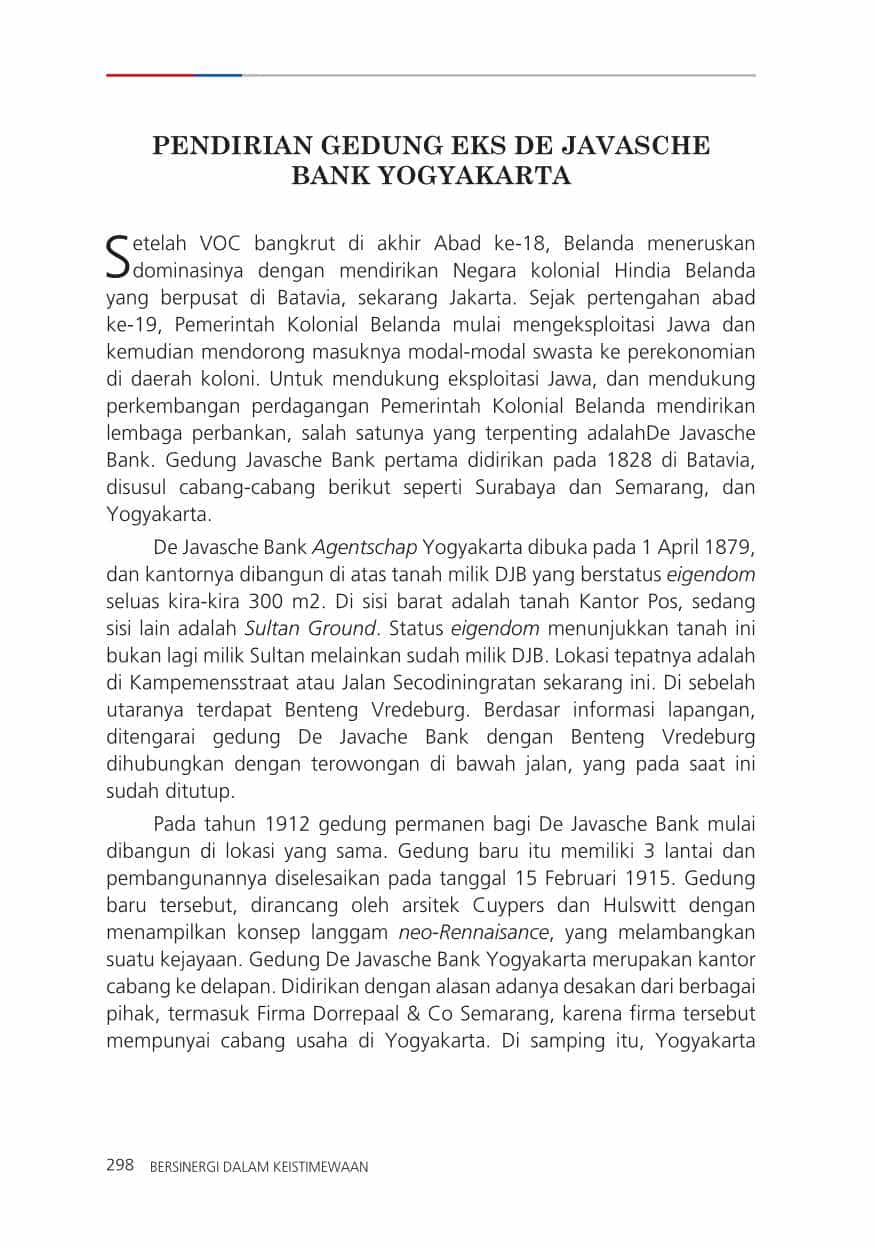 PENDIRIAN GEDUNG EKS DE JAVASCHE
BANK YOGYAKARTA
Setelah VOC bangkrut di akhir Abad ke-18, Belanda meneruskan
dominasinya dengan mendirikan Negara kolonial Hindia Belanda
yang berpusat di Batavia, sekarang Jakarta. Sejak pertengahan abad
ke-19, Pemerintah Kolonial Belanda mulai mengeksploitasi Jawa dan
kemudian mendorong masuknya modal-modal swasta ke perekonomian
di daerah koloni. Untuk mendukung eksploitasi Jawa, dan mendukung
perkembangan perdagangan Pemerintah Kolonial Belanda mendirikan
lembaga perbankan, salah satunya yang terpenting adalahDe Javasche
Bank. Gedung Javasche Bank pertama didirikan pada 1828 di Batavia,
disusul cabang-cabang berikut seperti Surabaya dan Semarang, dan
Yogyakarta.
De Javasche Bank Agentschap Yogyakarta dibuka pada 1 April 1879,
dan kantornya dibangun di atas tanah milik DJB yang berstatus eigendom
seluas kira-kira 300 m2. Di sisi barat adalah tanah Kantor Pos, sedang
sisi lain adalah Sultan Ground. Status eigendom menunjukkan tanah ini
bukan lagi milik Sultan melainkan sudah milik DJB. Lokasi tepatnya adalah
di Kampemensstraat atau Jalan Secodiningratan sekarang ini. Di sebelah
utaranya terdapat Benteng Vredeburg. Berdasar informasi lapangan,
ditengarai gedung De Javache Bank dengan Benteng Vredeburg
dihubungkan dengan terowongan di bawah jalan, yang pada saat ini
sudah ditutup.
Pada tahun 1912 gedung permanen bagi De Javasche Bank mulai
dibangun di lokasi yang sama. Gedung baru itu memiliki 3 lantai dan
pembangunannya diselesaikan pada tanggal 15 Februari 1915. Gedung
baru tersebut, dirancang oleh arsitek Cuypers dan Hulswitt dengan
menampilkan konsep langgam neo-Rennaisance, yang melambangkan
suatu kejayaan. Gedung De Javasche Bank Yogyakarta merupakan kantor
cabang ke delapan. Didirikan dengan alasan adanya desakan dari berbagai
pihak, termasuk Firma Dorrepaal & Co Semarang, karena firma tersebut
mempunyai cabang usaha di Yogyakarta. Di samping itu, Yogyakarta
298 BERSINERGI DALAM KEISTIMEWAAN